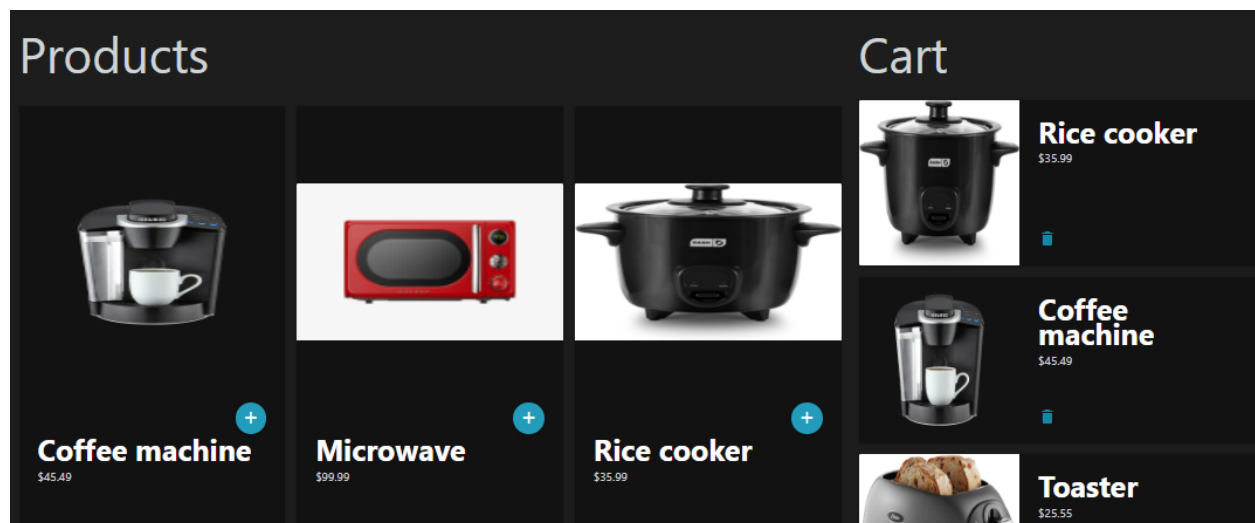 Products
Coffee machine
$45.49
Microwave
$99.99
Rice cooker
$35.99
Cart
Rice cooker
$35.99
Coffee
machine
$45.49
Toaster
$25.55